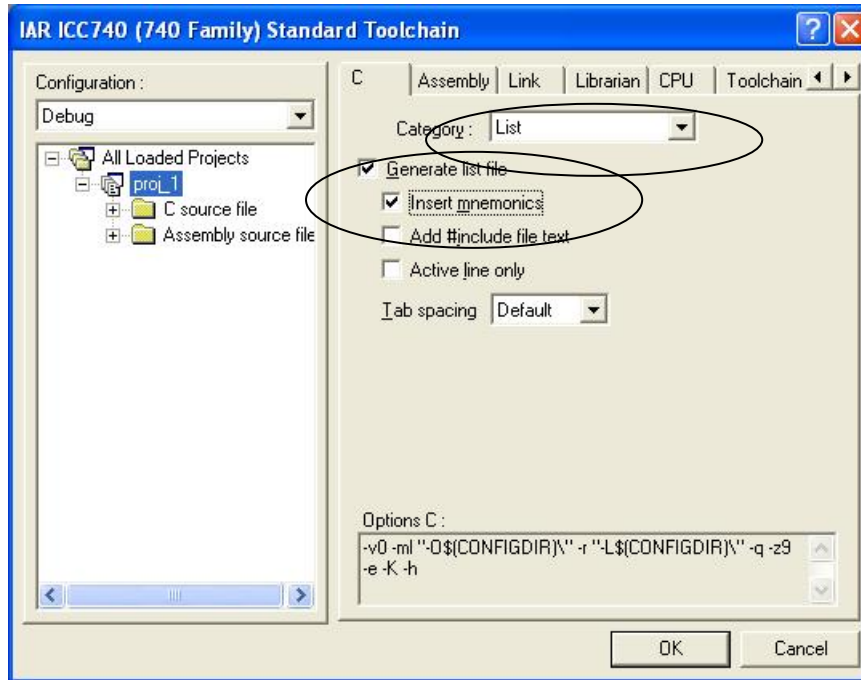 IAR ICC740 (740 Family) Standard Toolchain
Configuration :
Debug
All Loaded Projects
proj_1
C source file
Assembly source file
C
Assembly
Link
Librarian
CPU
Toolchain
Category : List
Generate list file
Insert mnemonics
Add #include file text
Active line only
Tab spacing Default
Options C :
-v0 -ml "-O$(CONFIGDIR)\" -r "-L$(CONFIGDIR)\" -q -z9
-e -K -h
OK
Cancel